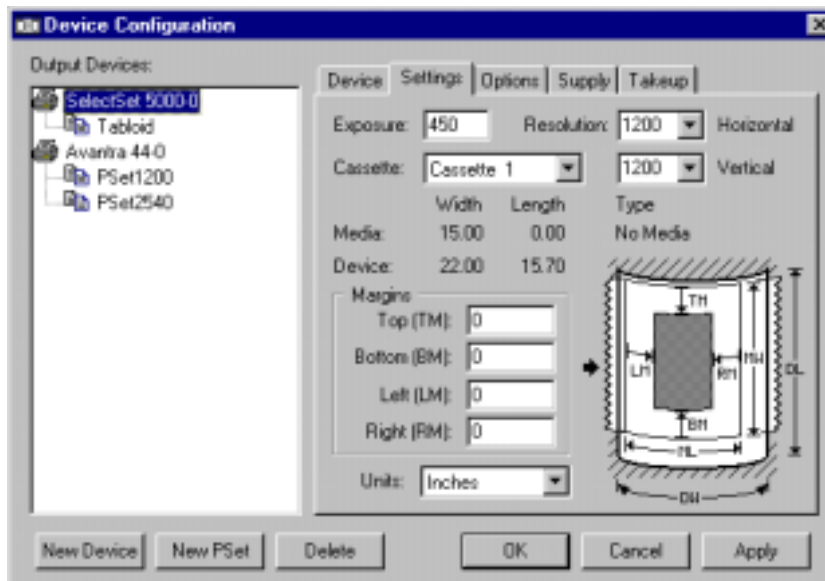 Device Configuration
Output Devices:
SelectSet 5000-0
Tabloid
Avantra 44-0
PSet1200
PSet2540
Device Settings Options Supply Takeup
Exposure: 450 Resolution: 1200 Horizontal
Cassette: Cassette 1 1200 Vertical
Width Length Type
Media: 15.00 0.00 No Media
Device: 22.00 15.70
Margins
Top (TM): 0
Bottom (BM): 0
Left (LM): 0
Right (RM): 0
Units: Inches
TM
LM
RM
MW
DL
BM
ML
DW
New Device New PSet Delete OK Cancel Apply